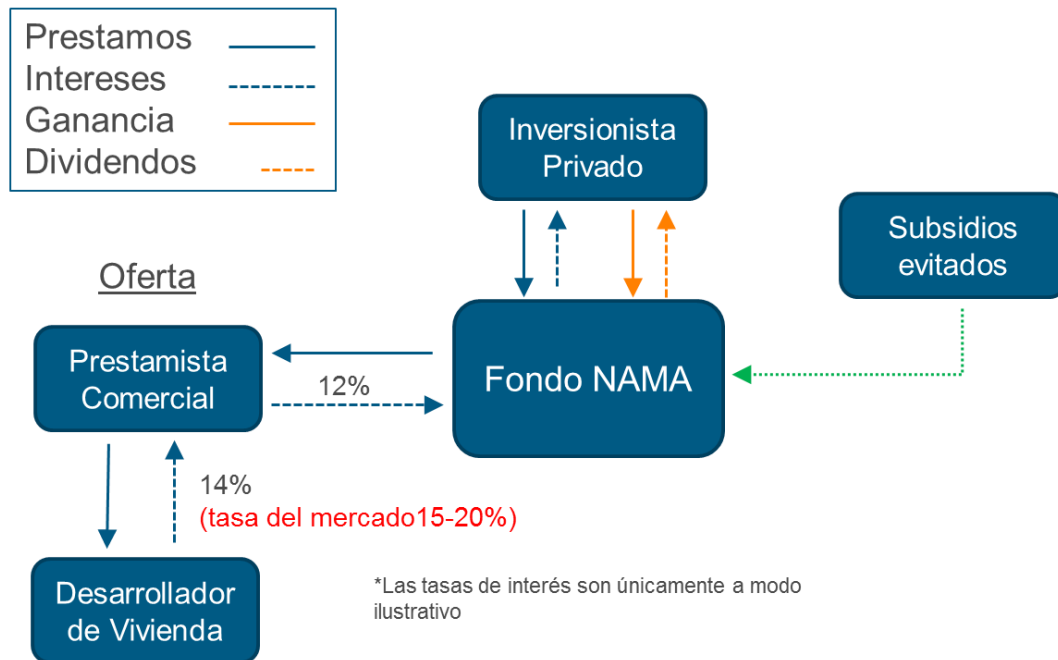 Prestamos
Intereses
Ganancia
Dividendos
Inversionista
Privado
Subsidios
evitados
Oferta
Prestamista
Comercial
12%
Fondo NAMA
14%
(tasa del mercado15-20%)
Desarrollador
de Vivienda
*Las tasas de interés son únicamente a modo
ilustrativo